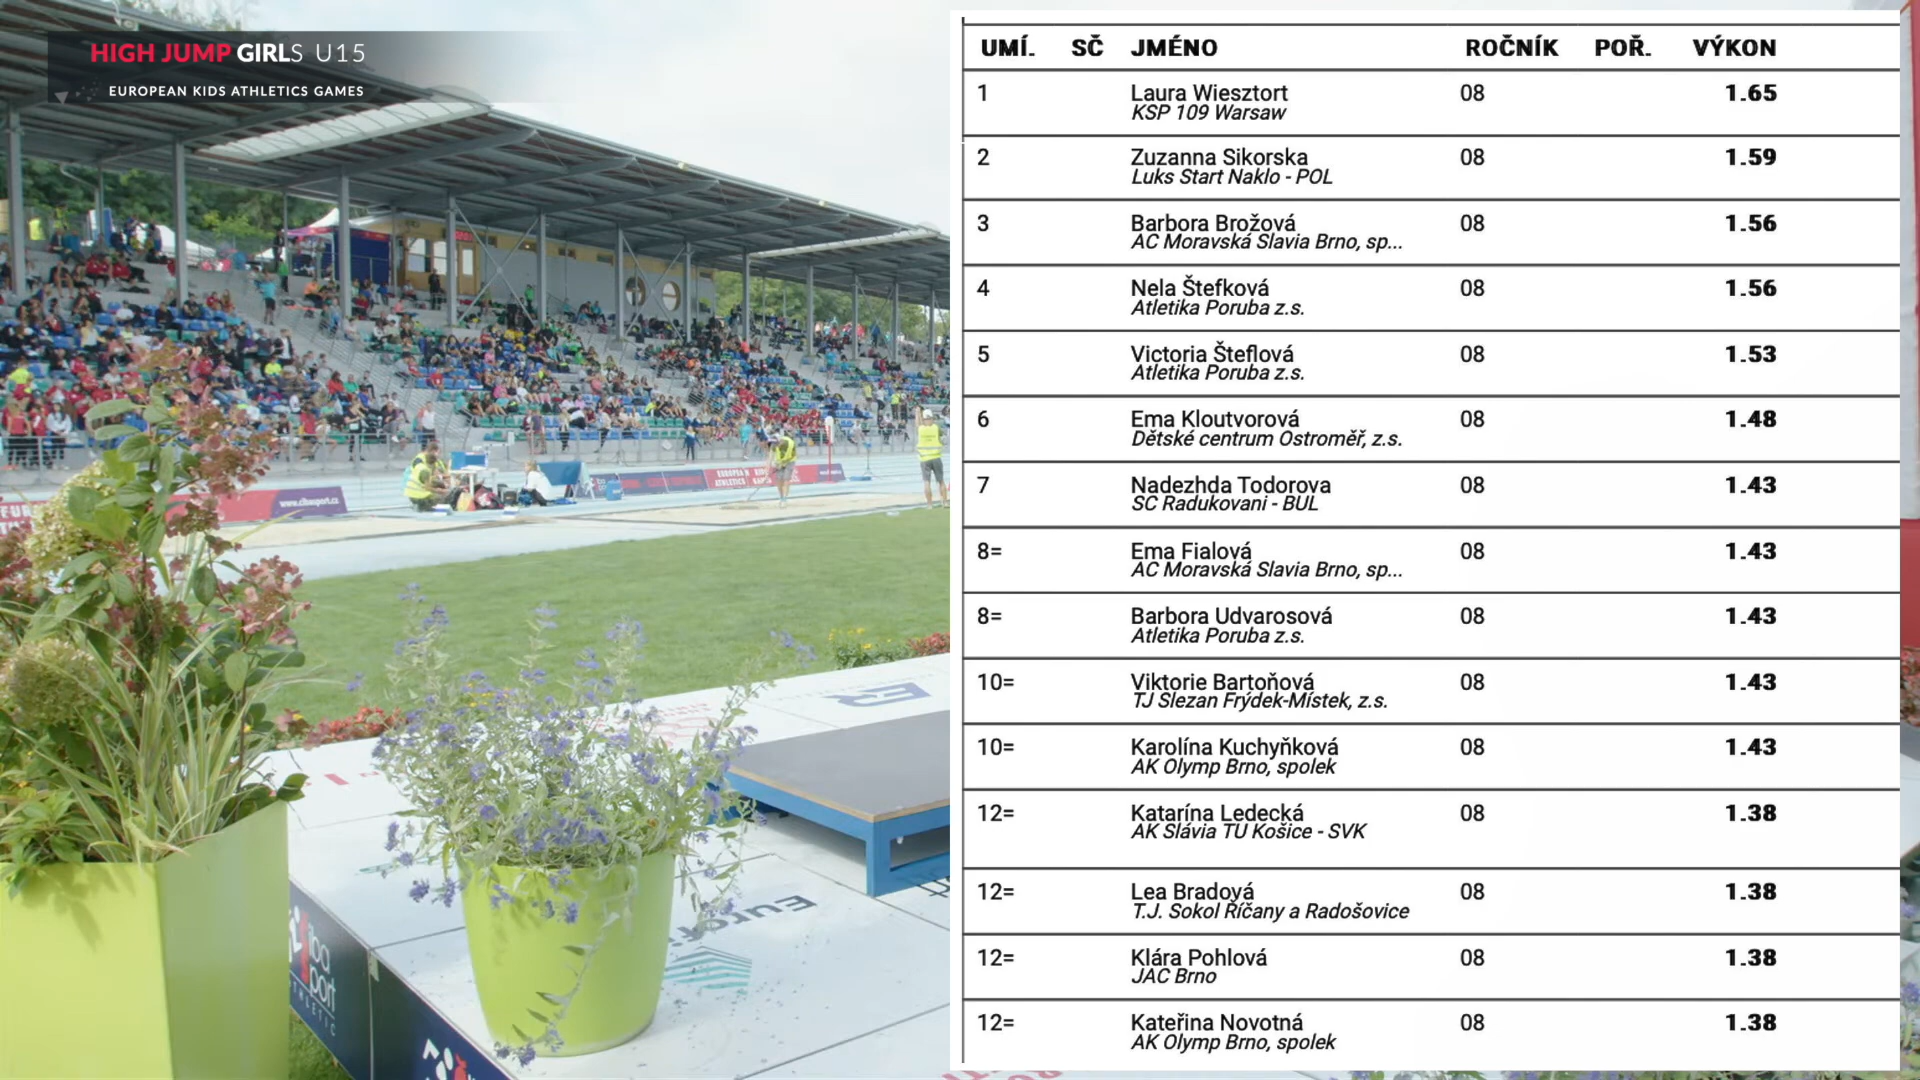 HIGH JUMP GIRLS U15
EUROPEAN KIDS ATHLETICS GAMES
UMÍ. SČ JMÉNO ROČNÍK POŘ. VÝKON
1 Laura Wiesztort 08 1.65
KSP 109 Warsaw
2 Zuzanna Sikorska 08 1.59
Luks Start Naklo - POL
3 Barbora Brožová 08 1.56
AC Moravská Slavia Brno, sp...
4 Nela Štefková 08 1.56
Atletika Poruba z.s.
5 Victoria Šteflová 08 1.53
Atletika Poruba z.s.
6 Ema Kloutvorová 08 1.48
Dětské centrum Ostroměř, z.s.
7 Nadezhda Todorova 08 1.43
SC Radukovani - BUL
8= Ema Fialová 08 1.43
AC Moravská Slavia Brno, sp...
8= Barbora Udvarosová 08 1.43
Atletika Poruba z.s.
10= Viktorie Bartoňová 08 1.43
TJ Slezan Frýdek-Místek, z.s.
10= Karolína Kuchyňková 08 1.43
AK Olymp Brno, spolek
12= Katarína Ledecká 08 1.38
AK Slávia TU Košice - SVK
12= Lea Bradová 08 1.38
T.J. Sokol Říčany a Radošovice
12= Klára Pohlová 08 1.38
JAC Brno
12= Kateřina Novotná 08 1.38
AK Olymp Brno, spolek
www.cibasport.cz